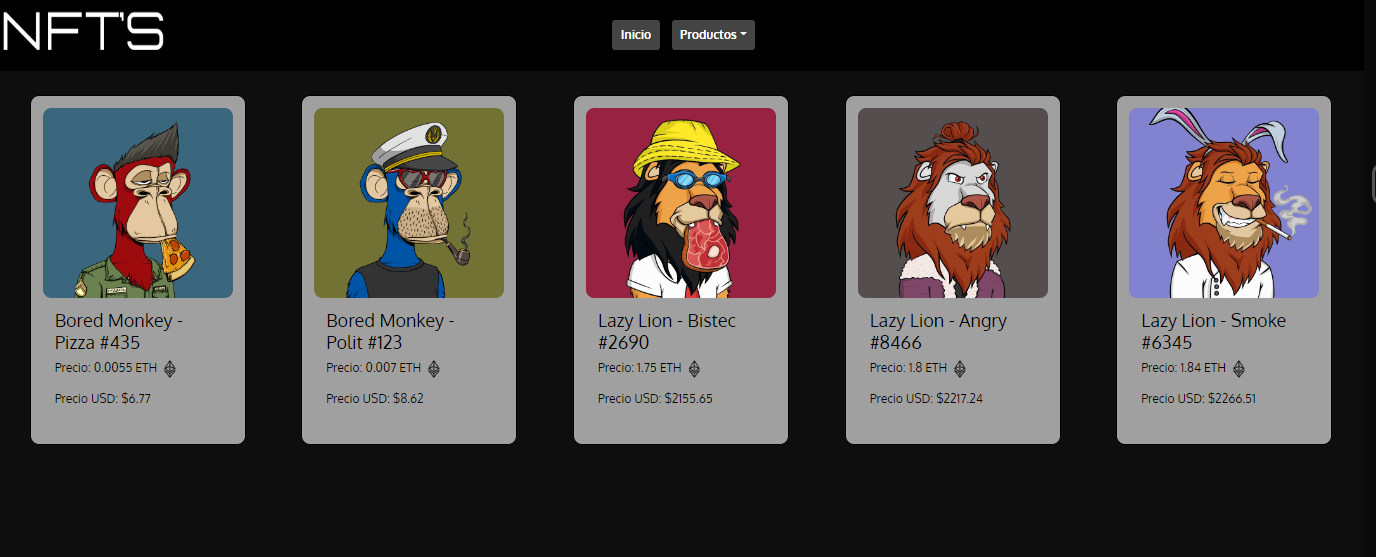 NFT'S
Inicio
Productos
Bored Monkey -
Pizza #435
Precio: 0.0055 ETH
Precio USD: $6.77
Bored Monkey -
Polit #123
Precio: 0.007 ETH
Precio USD: $8.62
Lazy Lion - Bistec
#2690
Precio: 1.75 ETH
Precio USD: $2155.65
Lazy Lion - Angry
#8466
Precio: 1.8 ETH
Precio USD: $2217.24
Lazy Lion - Smoke
#6345
Precio: 1.84 ETH
Precio USD: $2266.51